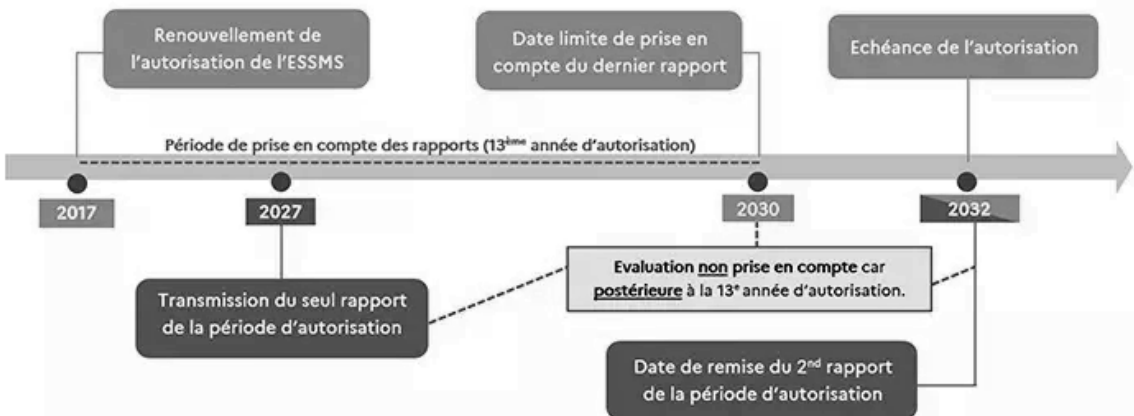 Renouvellement de
l'autorisation de l'ESSMS
Date limite de prise en
compte du dernier rapport
Echéance de l'autorisation
Période de prise en compte des rapports (13ème année d'autorisation)
2017
2027
2030
2032
Transmission du seul rapport
de la période d'autorisation
Evaluation non prise en compte car
postérieure à la 13e année d'autorisation.
Date de remise du 2nd rapport
de la période d'autorisation